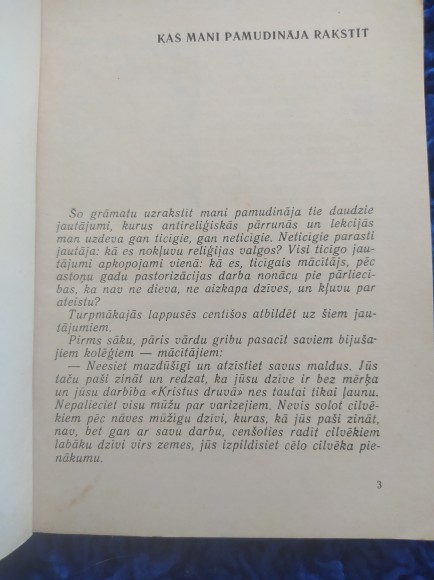 KAS MANI PAMUDINĀJA RAKSTĪT
Šo grāmatu uzrakstīt mani pamudināja tie daudzie
jautājumi, kurus antireliģiskās pārrunās un lekcijās
man uzdeva gan ticīgie, gan neticīgie. Neticīgie parasti
jautāja: kā es nokļuvu reliģijas valgos? Visi ticīgo jau-
tājumi apkopojami vienā: kā es, ticīgais mācītājs, pēc
astoņu gadu pastorizācijas darba nonācu pie pārliecī-
bas, ka nav ne dieva, ne aizkapa dzīves, un kļuvu par
ateistu?
Turpmākajās lappusēs centīšos atbildēt uz šiem jau-
tājumiem.
Pirms sāku, pāris vārdu gribu pasacīt saviem bijuša-
jiem kolēģiem — mācītājiem:
— Neesiet mazdūšīgi un atzīstiet savus maldus. Jūs
taču paši zināt un redzat, ka jūsu dzīve ir bez mērķa
un jūsu darbība «Kristus druvā» nes tautai tikai ļaunu.
Nepalieciet visu mūžu par varizejiem. Nevis solot cilvē-
kiem pēc nāves mūžīgu dzīvi, kuras, kā jūs paši zināt,
nav, bet gan ar savu darbu, cenšoties radīt cilvēkiem
labāku dzīvi virs zemes, jūs izpildīsiet cēlo cilvēka pie-
nākumu.
3